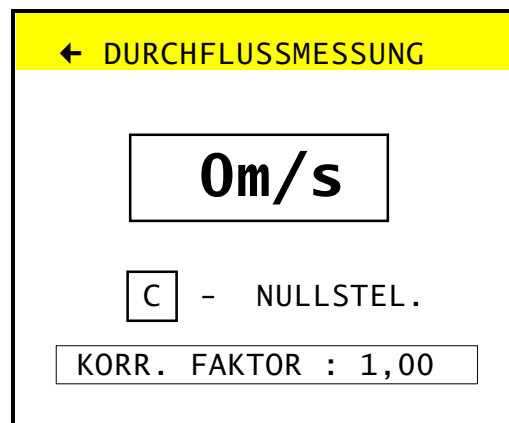 ← DURCHFLUSSMESSUNG
0m/s
C - NULLSTEL.
KORR. FAKTOR : 1,00